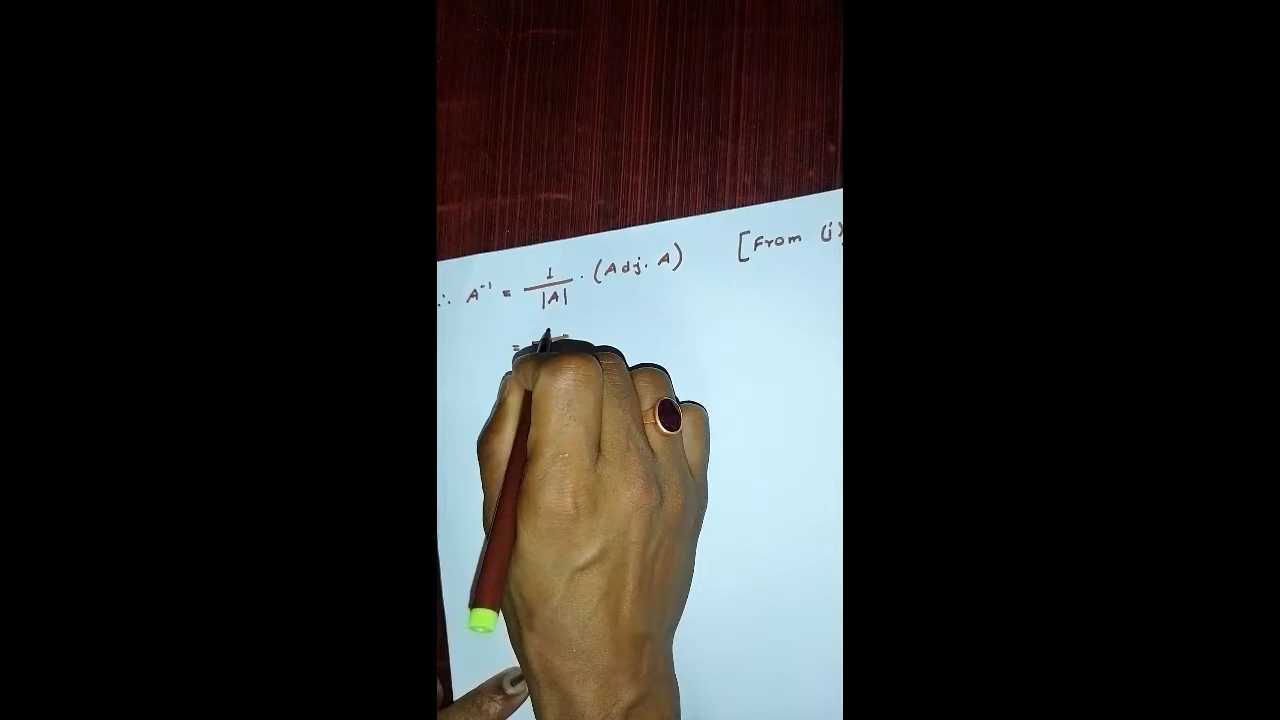 ∴ A⁻¹ = 1/|A| · (Adj. A) [From (i)
=